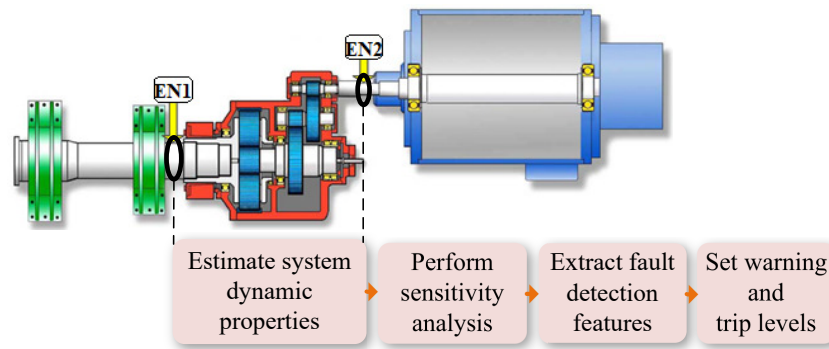 EN2
EN1
Estimate system
dynamic
properties
Perform
sensitivity
analysis
Extract fault
detection
features
Set warning
and
trip levels